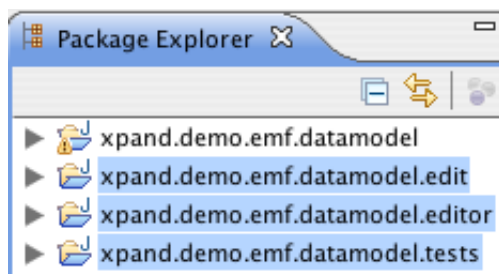 Package Explorer
xpand.demo.emf.datamodel
xpand.demo.emf.datamodel.edit
xpand.demo.emf.datamodel.editor
xpand.demo.emf.datamodel.tests